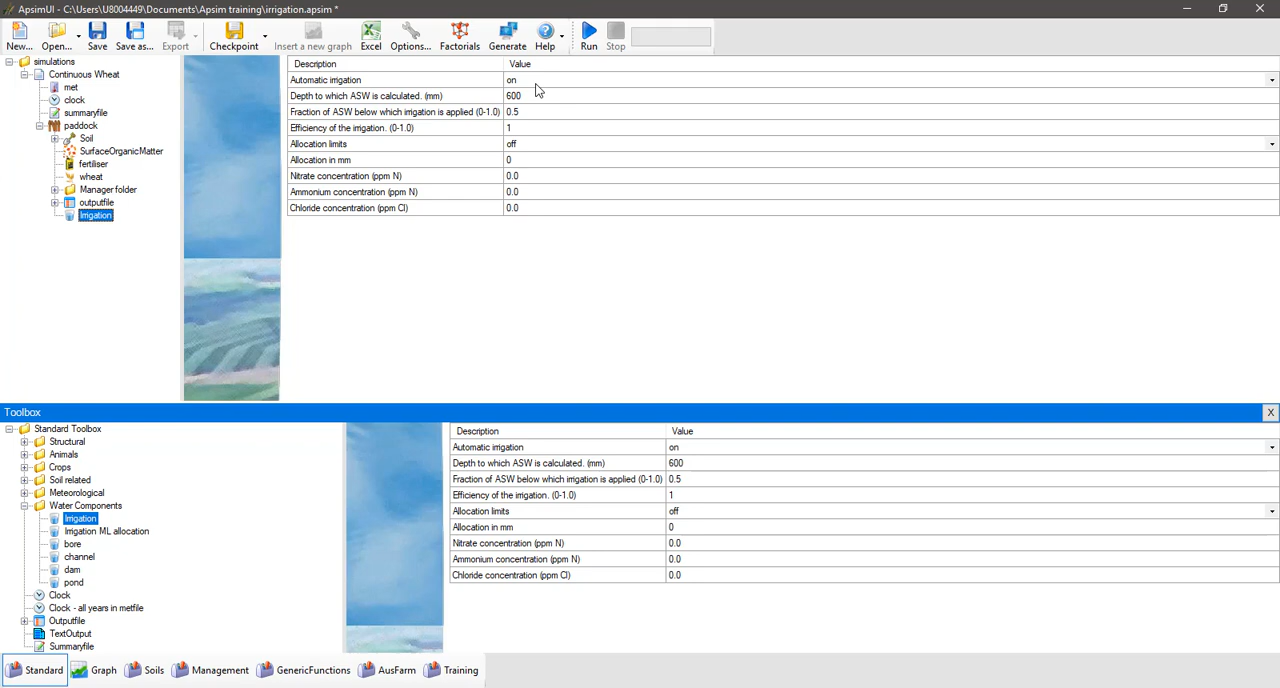 ApsimUI - C:\Users\U8004449\Documents\Apsim training\irrigation.apsim *
New... Open... Save Save as... Export Checkpoint Insert a new graph Excel Options... Factorials Generate Help Run Stop
simulations
Continuous Wheat
met
clock
summaryfile
paddock
Soil
SurfaceOrganicMatter
fertiliser
wheat
Manager folder
outputfile
Irrigation
Description Value
Automatic irrigation on
Depth to which ASW is calculated. (mm) 600
Fraction of ASW below which irrigation is applied (0-1.0) 0.5
Efficiency of the irrigation. (0-1.0) 1
Allocation limits off
Allocation in mm 0
Nitrate concentration (ppm N) 0.0
Ammonium concentration (ppm N) 0.0
Chloride concentration (ppm Cl) 0.0
Toolbox X
Standard Toolbox
Structural
Animals
Crops
Soil related
Meteorological
Water Components
Irrigation
Irrigation ML allocation
bore
channel
dam
pond
Clock
Clock - all years in metfile
Outputfile
TextOutput
Summaryfile
Description Value
Automatic irrigation on
Depth to which ASW is calculated. (mm) 600
Fraction of ASW below which irrigation is applied (0-1.0) 0.5
Efficiency of the irrigation. (0-1.0) 1
Allocation limits off
Allocation in mm 0
Nitrate concentration (ppm N) 0.0
Ammonium concentration (ppm N) 0.0
Chloride concentration (ppm Cl) 0.0
Standard Graph Soils Management GenericFunctions AusFarm Training